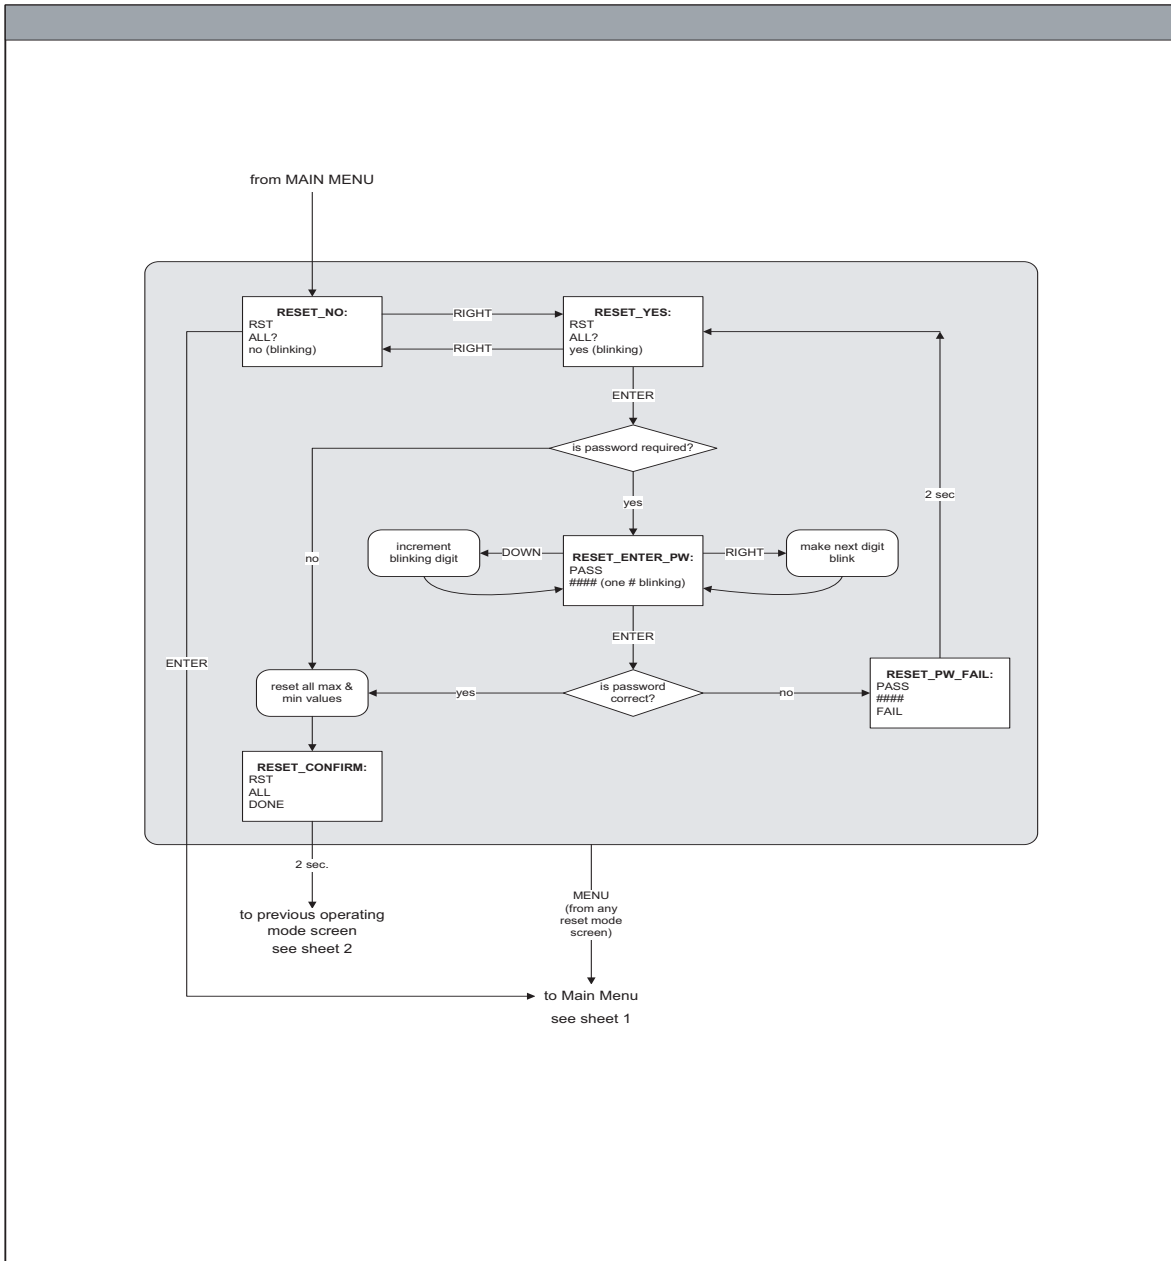 from MAIN MENU
RESET_NO:
RST
ALL?
no (blinking)
RIGHT
RIGHT
RESET_YES:
RST
ALL?
yes (blinking)
ENTER
is password required?
2 sec
yes
no
increment
blinking digit
DOWN
RESET_ENTER_PW:
PASS
#### (one # blinking)
RIGHT
make next digit
blink
ENTER
ENTER
reset all max &
min values
yes
is password
correct?
no
RESET_PW_FAIL:
PASS
####
FAIL
RESET_CONFIRM:
RST
ALL
DONE
2 sec.
to previous operating
mode screen
see sheet 2
MENU
(from any
reset mode
screen)
to Main Menu
see sheet 1